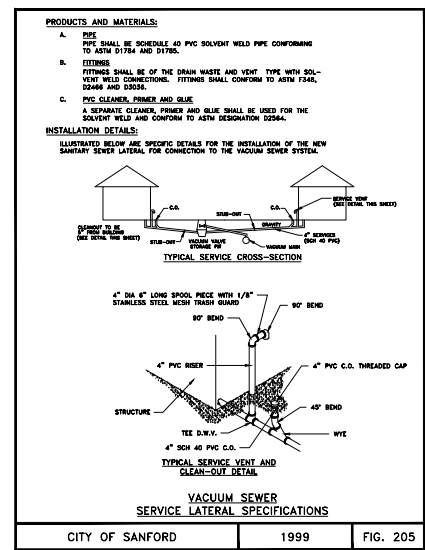 PRODUCTS AND MATERIALS:
A. PIPE
PIPE SHALL BE SCHEDULE 40 PVC SOLVENT WELD PIPE CONFORMING
TO ASTM D1784 AND D1785.
B. FITTINGS
FITTINGS SHALL BE OF THE DRAIN WASTE AND VENT TYPE WITH SOL-
VENT WELD CONNECTIONS. FITTINGS SHALL CONFORM TO ASTM F348,
D2466 AND D3036.
C. PVC CLEANER, PRIMER AND GLUE
A SEPARATE CLEANER, PRIMER AND GLUE SHALL BE USED FOR THE
SOLVENT WELD AND CONFORM TO ASTM DESIGNATION D2564.
INSTALLATION DETAILS:
ILLUSTRATED BELOW ARE SPECIFIC DETAILS FOR THE INSTALLATION OF THE NEW
SANITARY SEWER LATERAL FOR CONNECTION TO THE VACUUM SEWER SYSTEM.
SERVICE VENT
(SEE DETAIL THIS SHEET)
C.O.
C.O.
STUB-OUT
GRAVITY
CLEANOUT TO BE
5' FROM BUILDING
(SEE DETAIL THIS SHEET)
STUB-OUT
VACUUM VALVE
STORAGE PIT
VACUUM MAIN
4" SERVICES
(SCH 40 PVC)
TYPICAL SERVICE CROSS-SECTION
4" DIA 6" LONG SPOOL PIECE WITH 1/8"
STAINLESS STEEL MESH TRASH GUARD
90° BEND
90° BEND
4" PVC RISER
4" PVC C.O. THREADED CAP
STRUCTURE
45° BEND
TEE D.W.V.
WYE
4" SCH 40 PVC C.O.
TYPICAL SERVICE VENT AND
CLEAN-OUT DETAIL
VACUUM SEWER
SERVICE LATERAL SPECIFICATIONS
CITY OF SANFORD
1999
FIG. 205